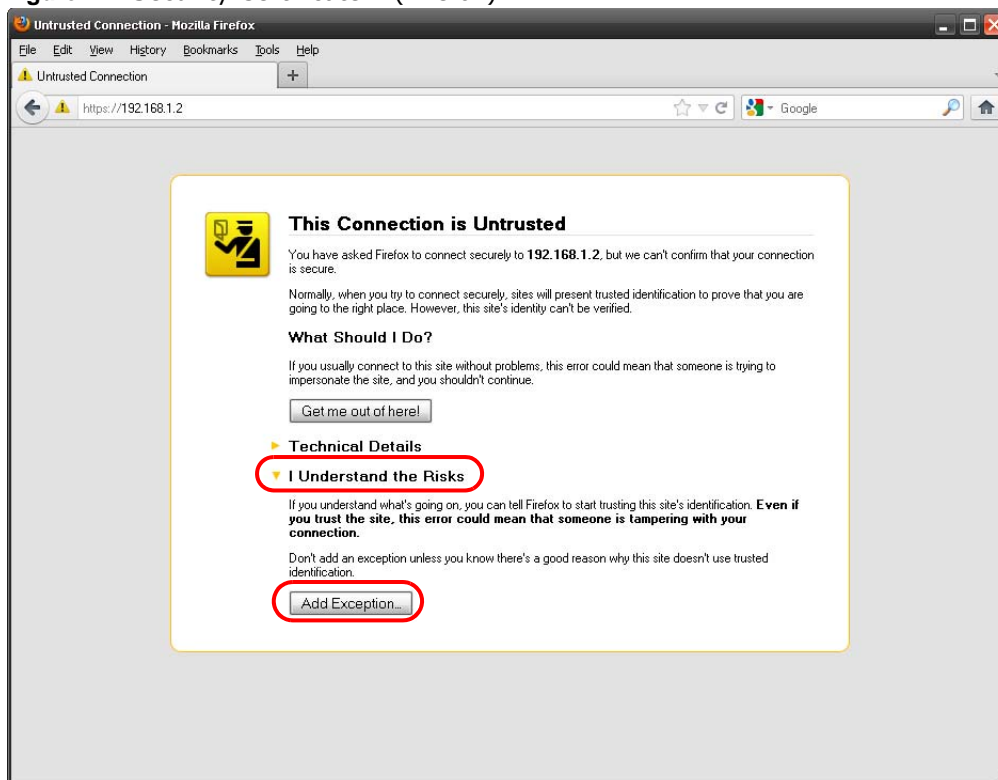 Untrusted Connection - Mozilla Firefox
File Edit View History Bookmarks Tools Help
Untrusted Connection +
https://192.168.1.2 Google
This Connection is Untrusted
You have asked Firefox to connect securely to 192.168.1.2, but we can't confirm that your connection
is secure.
Normally, when you try to connect securely, sites will present trusted identification to prove that you are
going to the right place. However, this site's identity can't be verified.
What Should I Do?
If you usually connect to this site without problems, this error could mean that someone is trying to
impersonate the site, and you shouldn't continue.
Get me out of here!
Technical Details
I Understand the Risks
If you understand what's going on, you can tell Firefox to start trusting this site's identification. Even if
you trust the site, this error could mean that someone is tampering with your
connection.
Don't add an exception unless you know there's a good reason why this site doesn't use trusted
identification.
Add Exception...